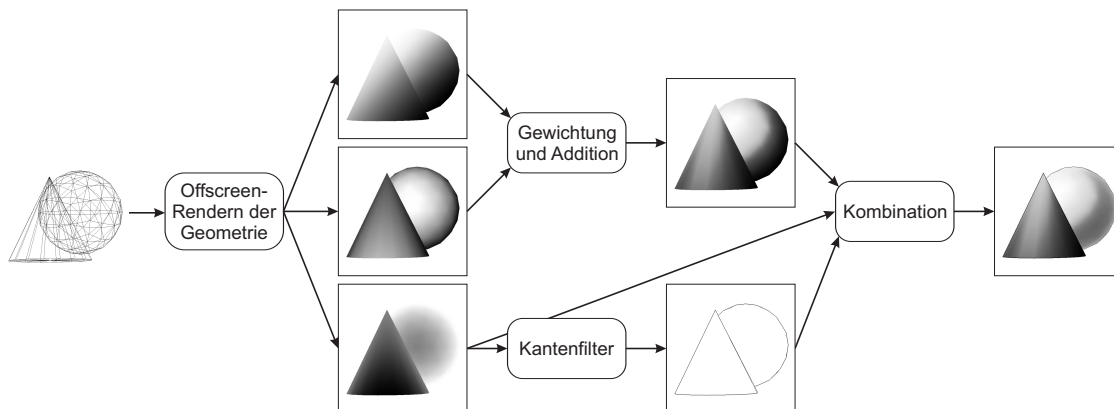 Offscreen-
Rendern der
Geometrie
Gewichtung
und Addition
Kantenfilter
Kombination